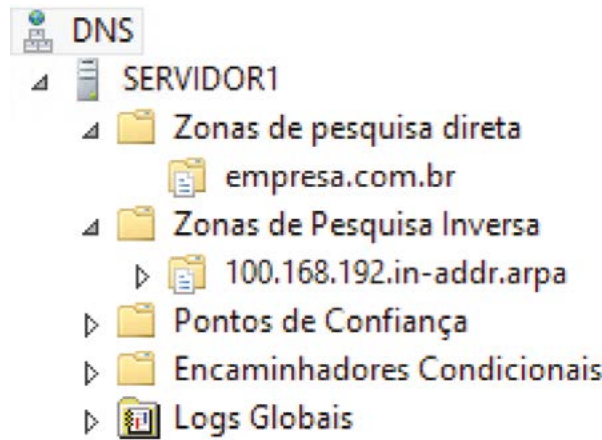 DNS
SERVIDOR1
Zonas de pesquisa direta
empresa.com.br
Zonas de Pesquisa Inversa
100.168.192.in-addr.arpa
Pontos de Confiança
Encaminhadores Condicionais
Logs Globais